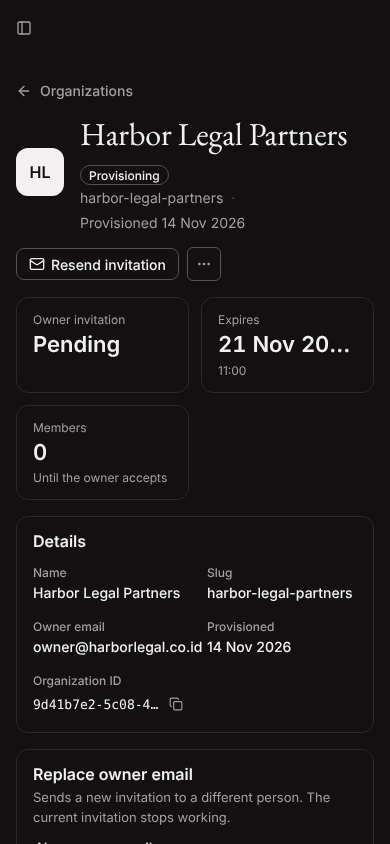 Organizations
Harbor Legal Partners
HL
Provisioning
harbor-legal-partners ·
Provisioned 14 Nov 2026
Resend invitation
Owner invitation
Pending
Expires
21 Nov 20...
11:00
Members
0
Until the owner accepts
Details
Name
Harbor Legal Partners
Slug
harbor-legal-partners
Owner email
owner@harborlegal.co.id
Provisioned
14 Nov 2026
Organization ID
9d41b7e2-5c08-4…
Replace owner email
Sends a new invitation to a different person. The
current invitation stops working.